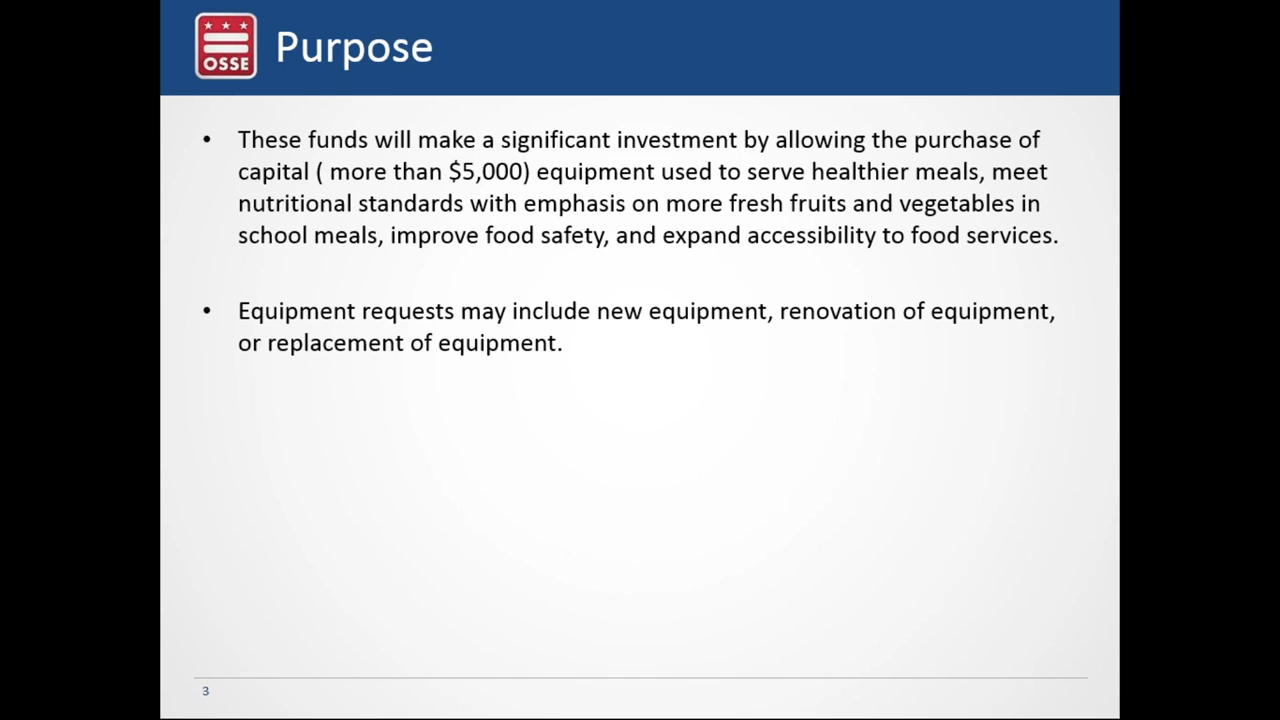 OSSE
Purpose
• These funds will make a significant investment by allowing the purchase of
capital ( more than $5,000) equipment used to serve healthier meals, meet
nutritional standards with emphasis on more fresh fruits and vegetables in
school meals, improve food safety, and expand accessibility to food services.
• Equipment requests may include new equipment, renovation of equipment,
or replacement of equipment.
3